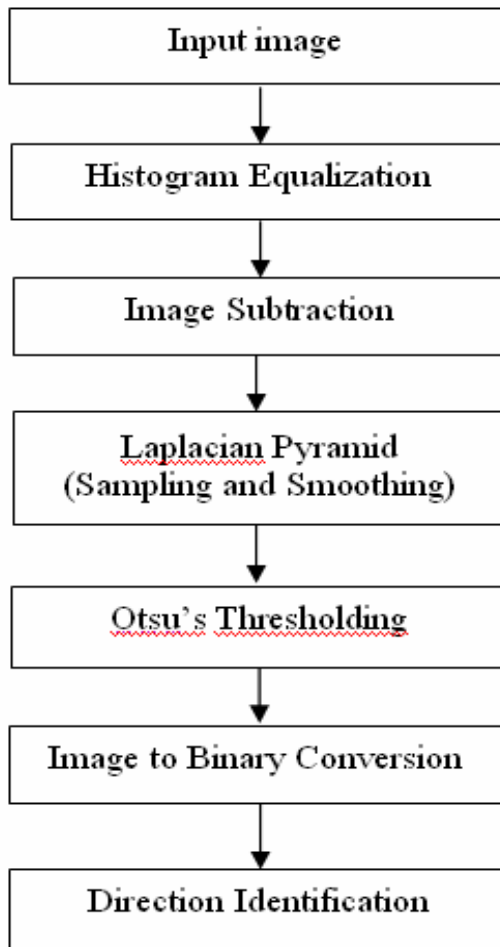 Input image
Histogram Equalization
Image Subtraction
Laplacian Pyramid
(Sampling and Smoothing)
Otsu’s Thresholding
Image to Binary Conversion
Direction Identification